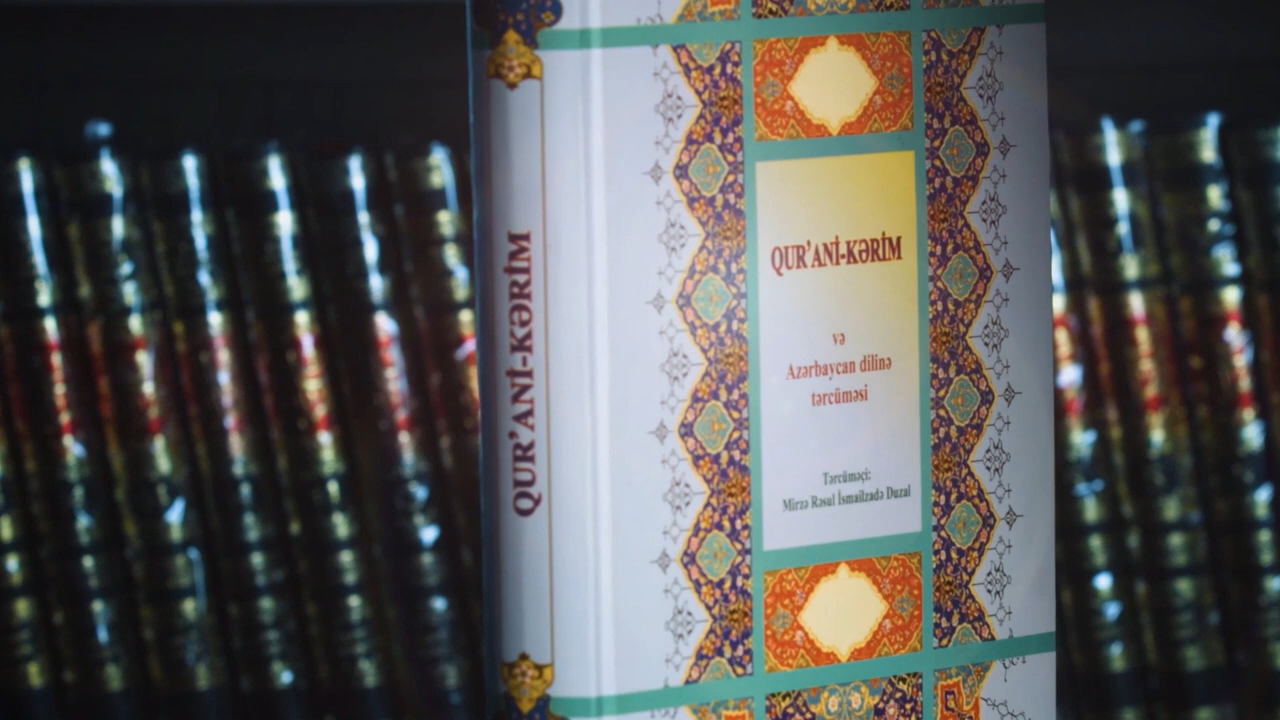 QUR’ANİ-KƏRİM
QUR’ANİ-KƏRİM
və
Azərbaycan dilinə
tərcüməsi
Tərcüməçi:
Mirzə Rəsul İsmailzadə Duzal